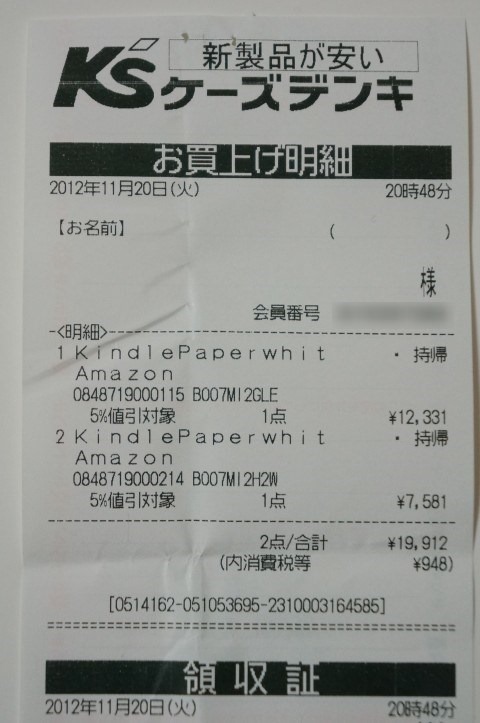 新製品が安い
K's ケーズデンキ
お買上げ明細
2012年11月20日(火) 20時48分
【お名前】 ( )
様
会員番号
-<明細>
1 KindlePaperwhit ・持帰
Amazon
0848719000115 B007MI2GLE
5%値引対象 1点 ¥12,331
2 KindlePaperwhit ・持帰
Amazon
0848719000214 B007MI2H2W
5%値引対象 1点 ¥7,581
2点/合計 ¥19,912
(内消費税等 ¥948)
[0514162-051053695-2310003164585]
領収証
2012年11月20日(火) 20時48分